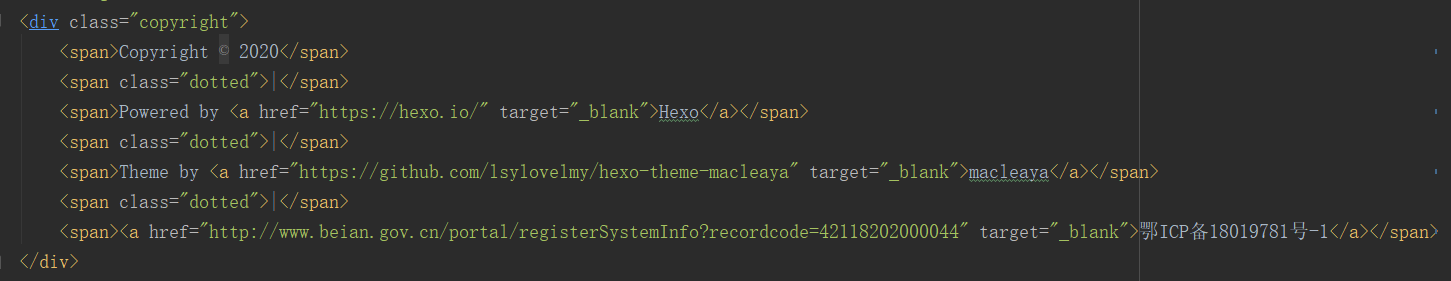 <div class="copyright">
<span>Copyright © 2020</span>
<span class="dotted">|</span>
<span>Powered by <a href="https://hexo.io/" target="_blank">Hexo</a></span>
<span class="dotted">|</span>
<span>Theme by <a href="https://github.com/lsylovelmy/hexo-theme-macleaya" target="_blank">macleaya</a></span>
<span class="dotted">|</span>
<span><a href="http://www.beian.gov.cn/portal/registerSystemInfo?recordcode=42118202000044" target="_blank">鄂ICP备18019781号-1</a></span>
</div>